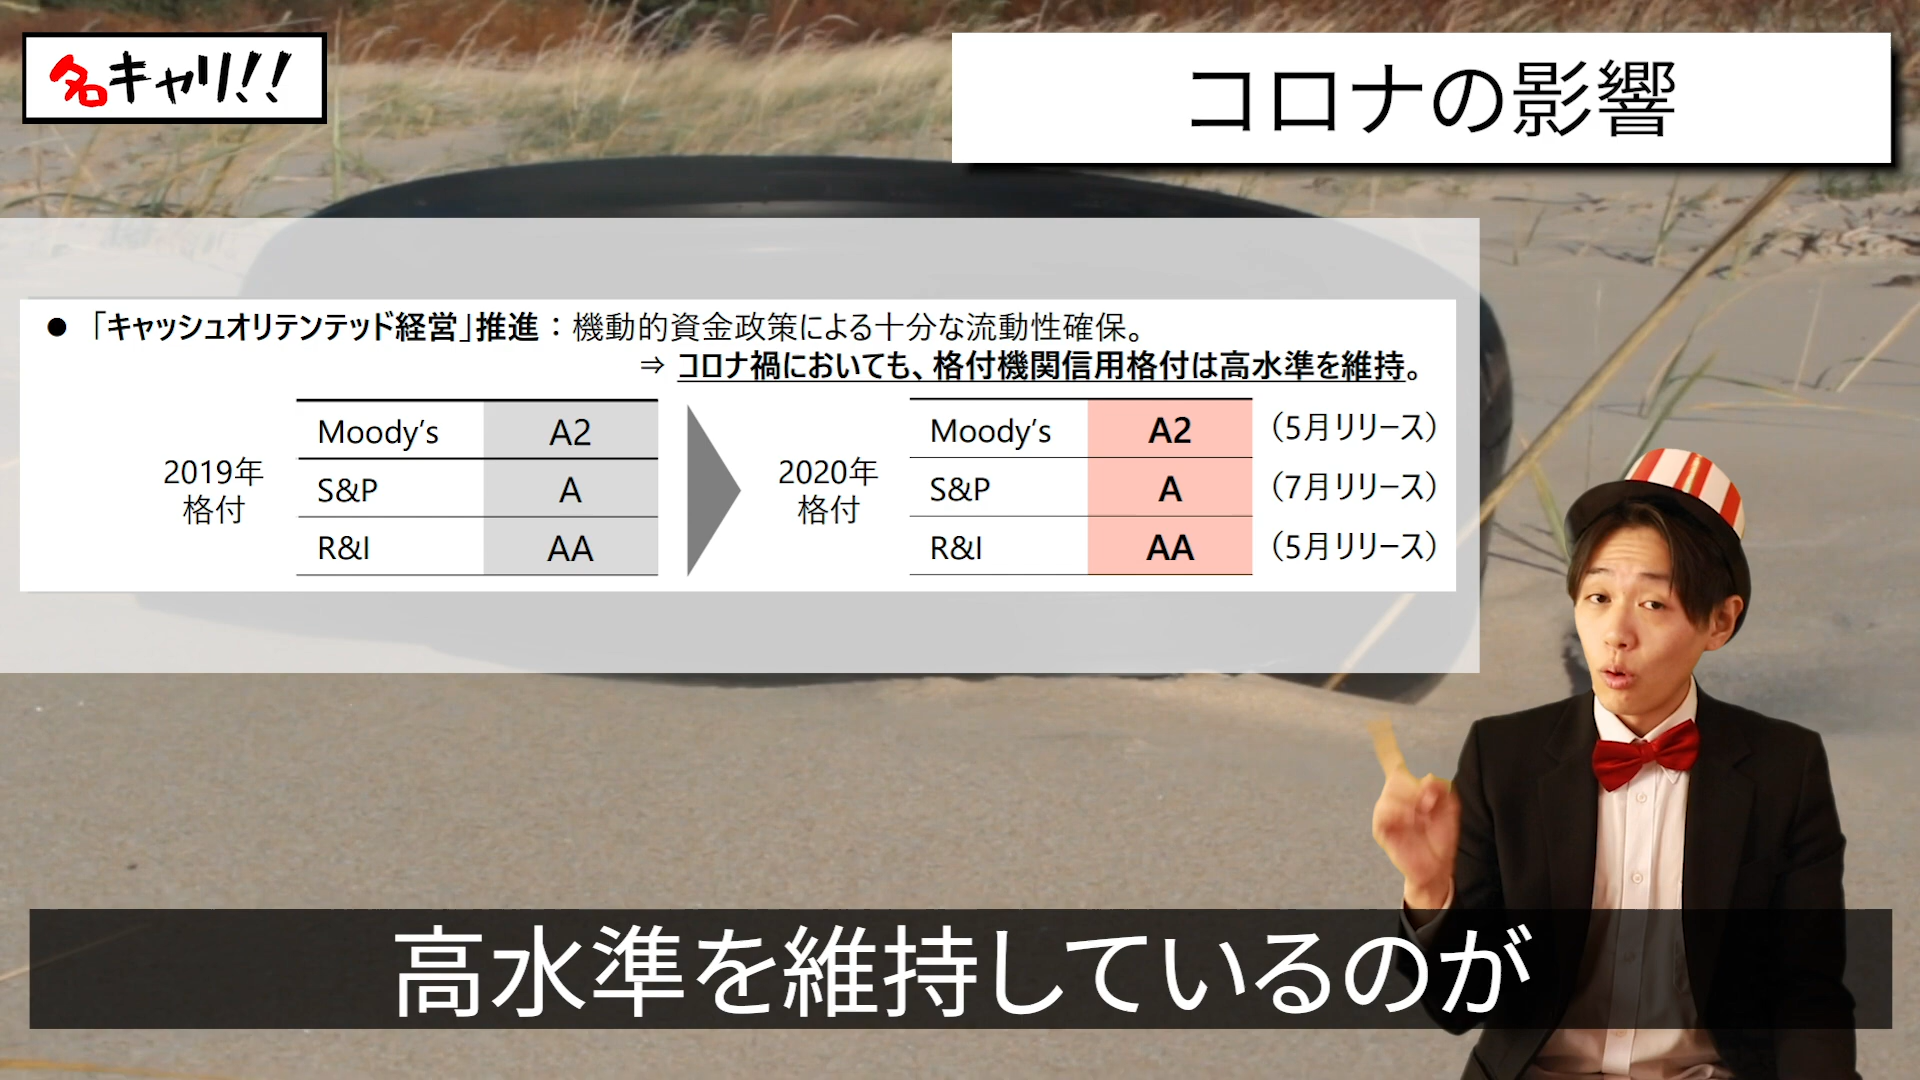 名キャリ!!
コロナの影響
● 「キャッシュオリテンテッド経営」推進：機動的資金政策による十分な流動性確保。
⇒ コロナ禍においても、格付機関信用格付は高水準を維持。
2019年
格付
Moody's A2
S&P A
R&I AA
2020年
格付
Moody's A2 （5月リリース）
S&P A （7月リリース）
R&I AA （5月リリース）
高水準を維持しているのが